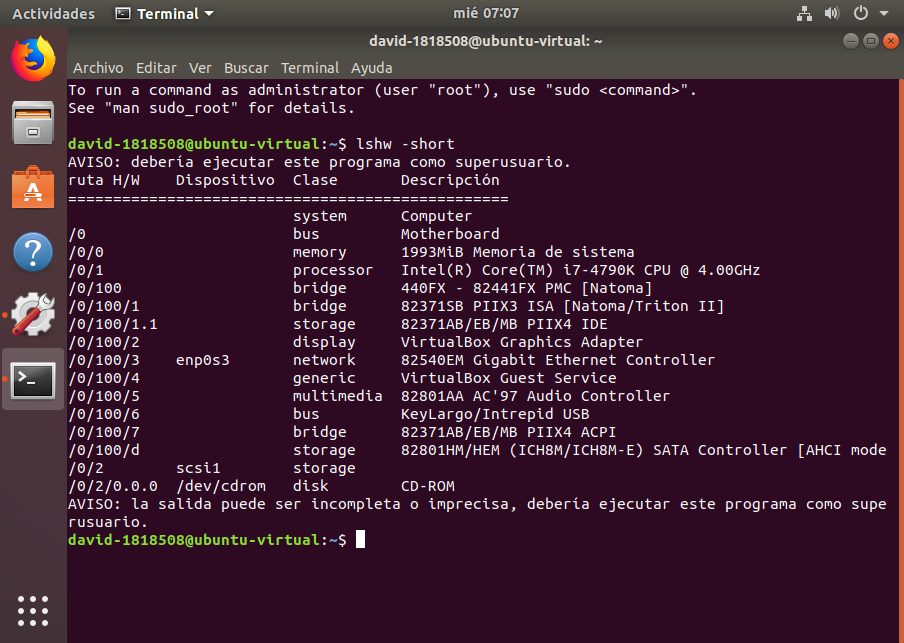 Actividades Terminal mié 07:07
david-1818508@ubuntu-virtual: ~
Archivo Editar Ver Buscar Terminal Ayuda
To run a command as administrator (user "root"), use "sudo <command>".
See "man sudo_root" for details.
david-1818508@ubuntu-virtual:~$ lshw -short
AVISO: debería ejecutar este programa como superusuario.
ruta H/W    Dispositivo  Clase      Descripción
=================================================
                         system     Computer
/0                       bus        Motherboard
/0/0                     memory     1993MiB Memoria de sistema
/0/1                     processor  Intel(R) Core(TM) i7-4790K CPU @ 4.00GHz
/0/100                   bridge     440FX - 82441FX PMC [Natoma]
/0/100/1                 bridge     82371SB PIIX3 ISA [Natoma/Triton II]
/0/100/1.1               storage    82371AB/EB/MB PIIX4 IDE
/0/100/2                 display    VirtualBox Graphics Adapter
/0/100/3    enp0s3       network    82540EM Gigabit Ethernet Controller
/0/100/4                 generic    VirtualBox Guest Service
/0/100/5                 multimedia 82801AA AC'97 Audio Controller
/0/100/6                 bus        KeyLargo/Intrepid USB
/0/100/7                 bridge     82371AB/EB/MB PIIX4 ACPI
/0/100/d                 storage    82801HM/HEM (ICH8M/ICH8M-E) SATA Controller [AHCI mode
/0/2        scsi1        storage
/0/2/0.0.0  /dev/cdrom   disk       CD-ROM
AVISO: la salida puede ser incompleta o imprecisa, debería ejecutar este programa como supe
rusuario.
david-1818508@ubuntu-virtual:~$